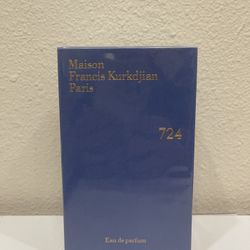 Maison
Francis Kurkdjian
Paris
724
Eau de parfum